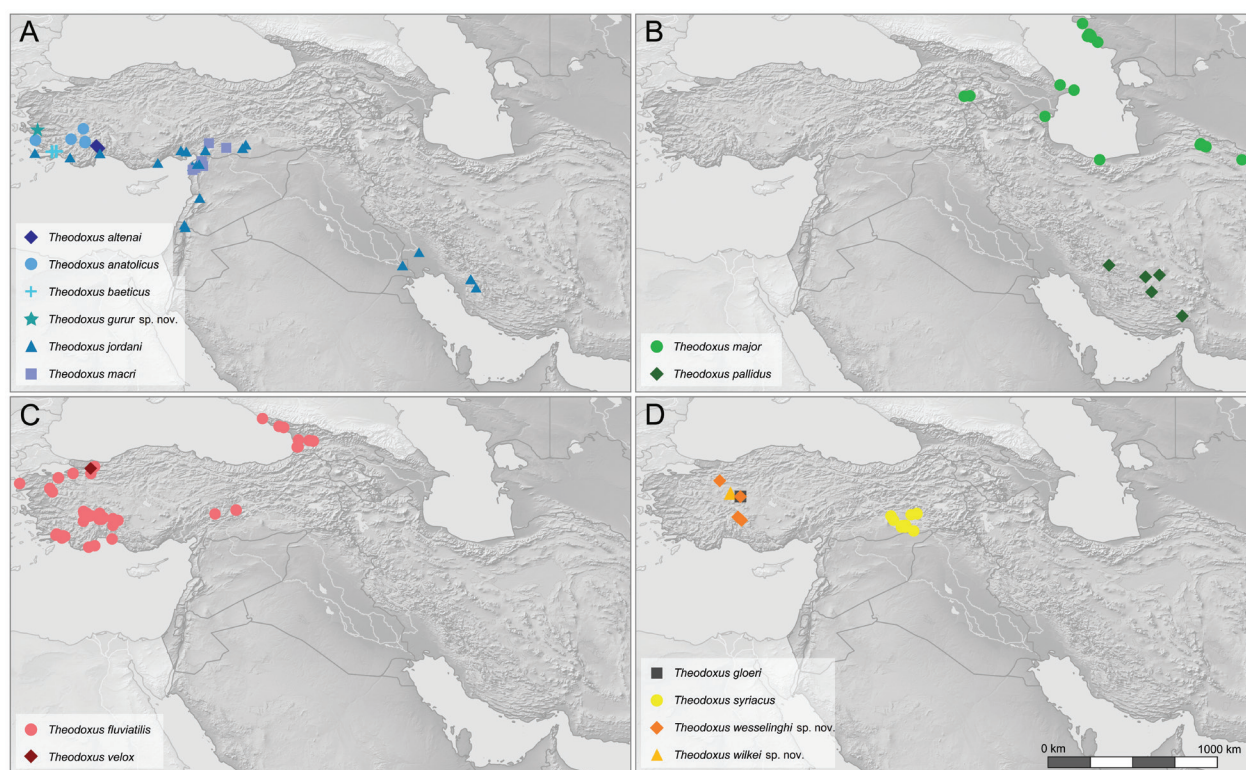 A
Theodoxus altenai
Theodoxus anatolicus
Theodoxus baeticus
Theodoxus gurur sp. nov.
Theodoxus jordani
Theodoxus macri
B
Theodoxus major
Theodoxus pallidus
C
Theodoxus fluviatilis
Theodoxus velox
D
Theodoxus gloeri
Theodoxus syriacus
Theodoxus wesselinghi sp. nov.
Theodoxus wilkei sp. nov.
0 km 1000 km